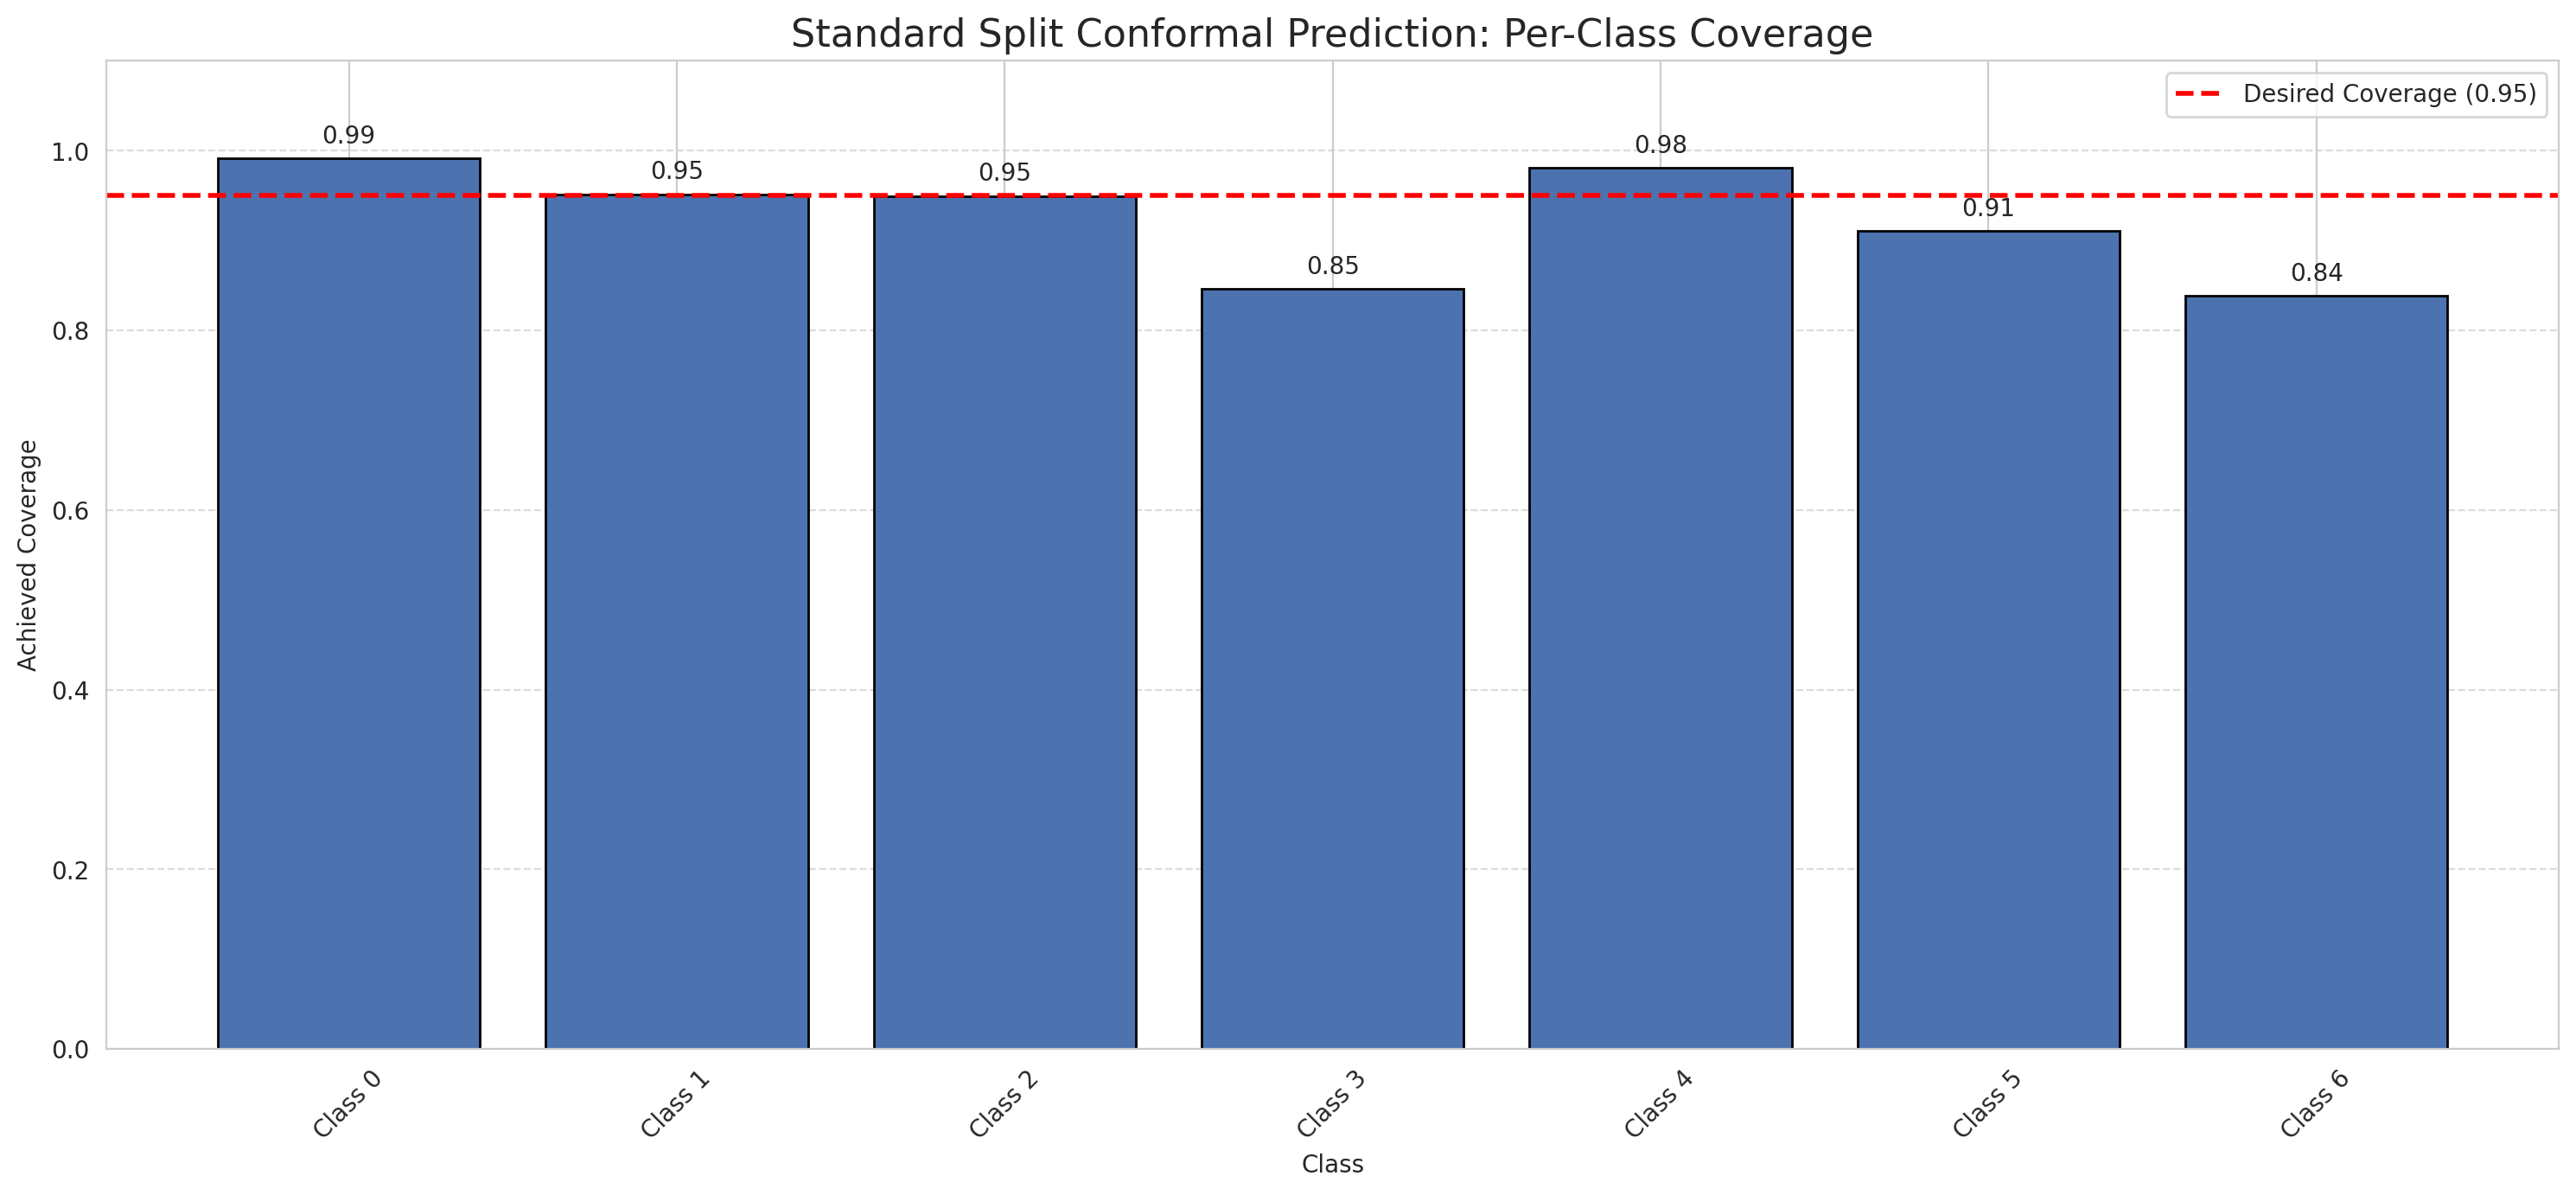 Standard Split Conformal Prediction: Per-Class Coverage
Desired Coverage (0.95)
Achieved Coverage
1.0
0.8
0.6
0.4
0.2
0.0
0.99
0.95
0.95
0.85
0.98
0.91
0.84
Class 0
Class 1
Class 2
Class 3
Class 4
Class 5
Class 6
Class